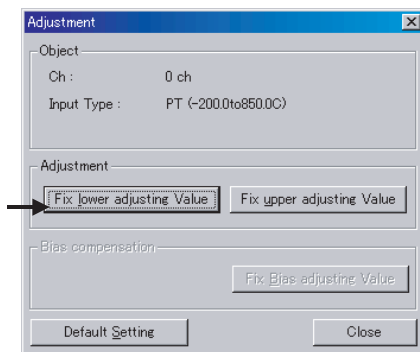 Adjustment
Object
Ch : 0 ch
Input Type : PT (-200.0to850.0C)
Adjustment
Fix lower adjusting Value Fix upper adjusting Value
Bias compensation
Fix Bias adjusting Value
Default Setting Close